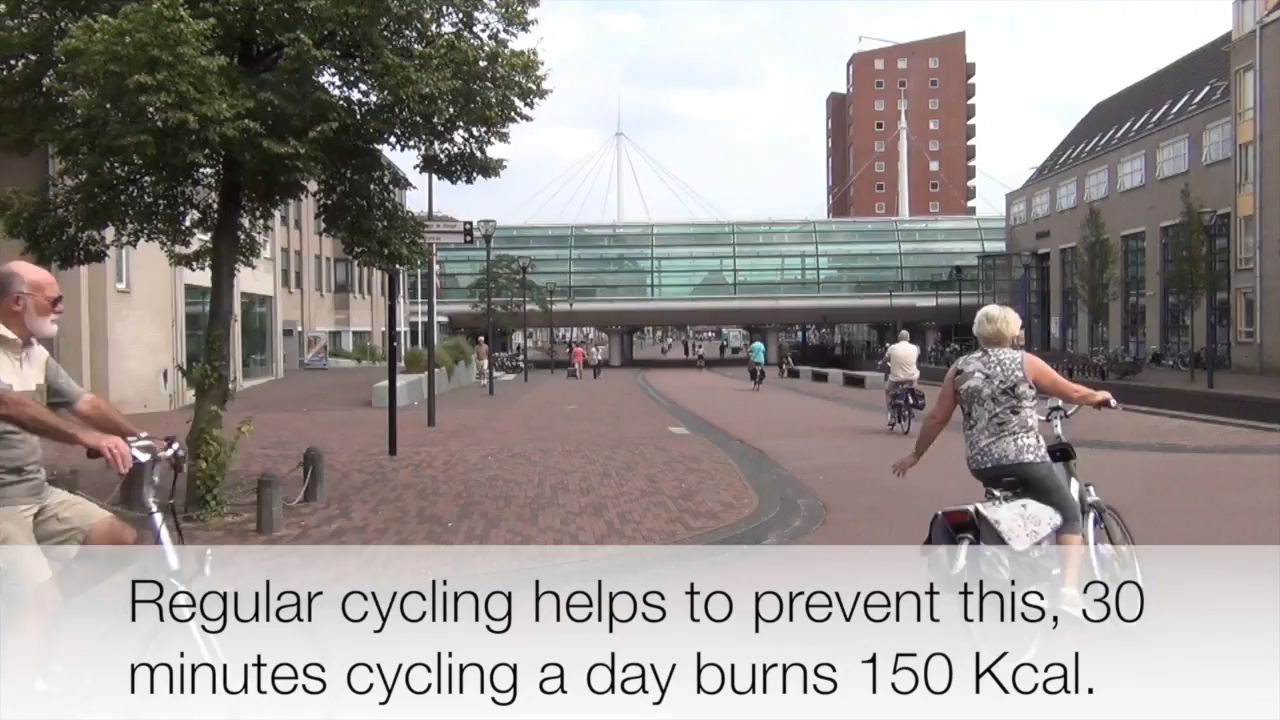 Regular cycling helps to prevent this, 30
minutes cycling a day burns 150 Kcal.